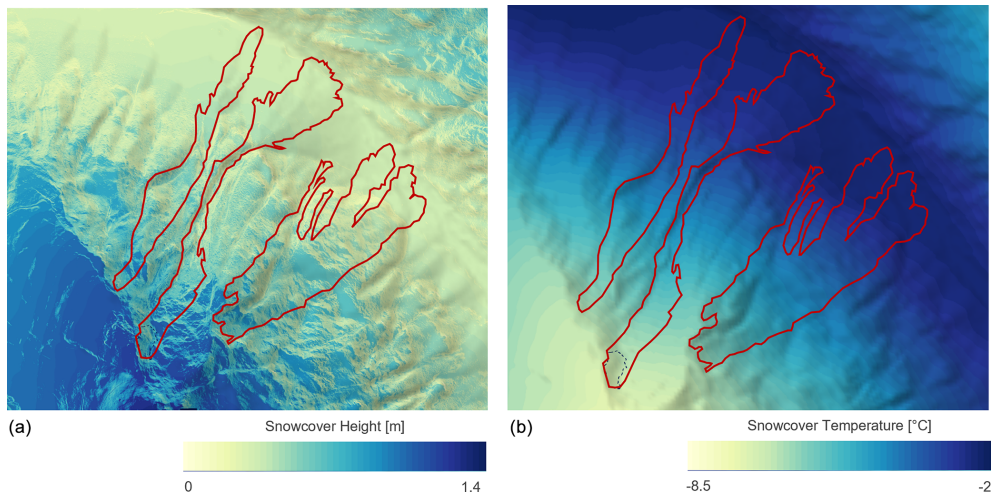 (a)
Snowcover Height [m]
0
1.4
(b)
Snowcover Temperature [°C]
-8.5
-2